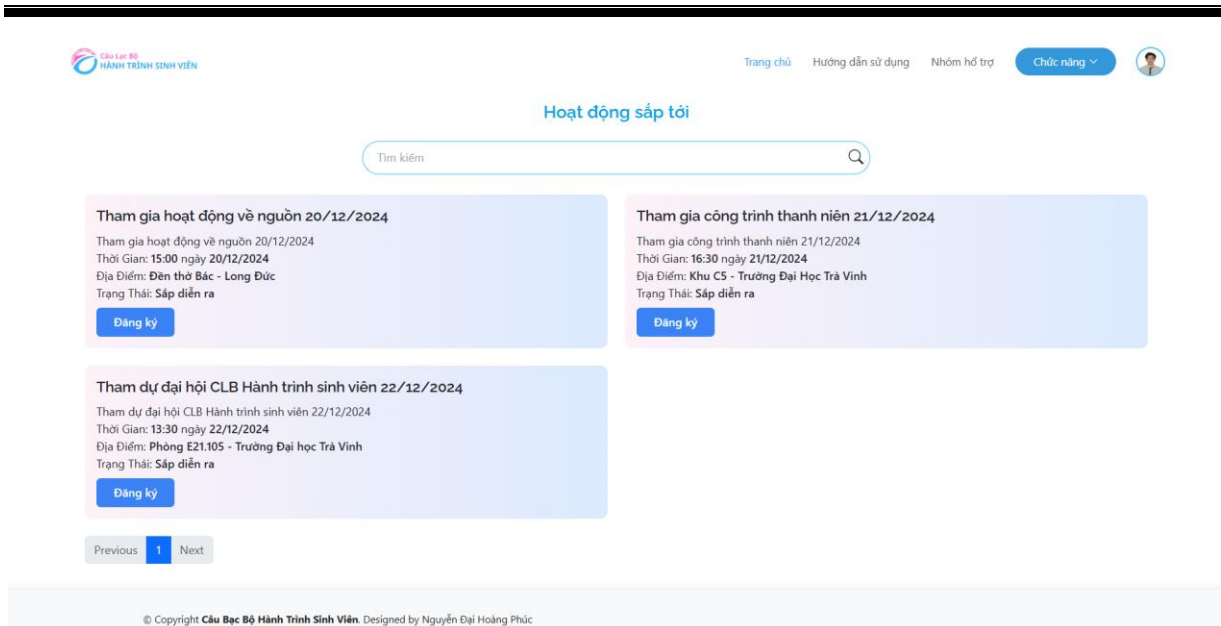 Câu Lạc Bộ
HÀNH TRÌNH SINH VIÊN
Trang chủ Hướng dẫn sử dụng Nhóm hổ trợ Chức năng
Hoạt động sắp tới
Tìm kiếm
Tham gia hoạt động về nguồn 20/12/2024
Tham gia hoạt động về nguồn 20/12/2024
Thời Gian: 15:00 ngày 20/12/2024
Địa Điểm: Đền thờ Bác - Long Đức
Trạng Thái: Sắp diễn ra
Đăng ký
Tham gia công trình thanh niên 21/12/2024
Tham gia công trình thanh niên 21/12/2024
Thời Gian: 16:30 ngày 21/12/2024
Địa Điểm: Khu C5 - Trường Đại Học Trà Vinh
Trạng Thái: Sắp diễn ra
Đăng ký
Tham dự đại hội CLB Hành trình sinh viên 22/12/2024
Tham dự đại hội CLB Hành trình sinh viên 22/12/2024
Thời Gian: 13:30 ngày 22/12/2024
Địa Điểm: Phòng E21.105 - Trường Đại học Trà Vinh
Trạng Thái: Sắp diễn ra
Đăng ký
Previous 1 Next
© Copyright Câu Bạc Bộ Hành Trình Sinh Viên. Designed by Nguyễn Đại Hoàng Phúc